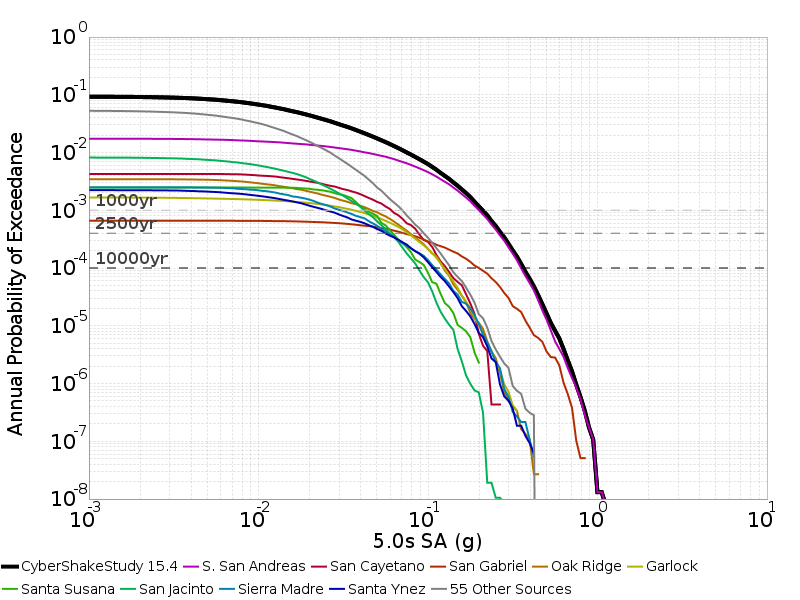 10^0
10^-1
10^-2
10^-3
10^-4
10^-5
10^-6
10^-7
10^-8
Annual Probability of Exceedance
1000yr
2500yr
10000yr
10^-3 10^-2 10^-1 10^0 10^1
5.0s SA (g)
CyberShakeStudy 15.4 S. San Andreas San Cayetano San Gabriel Oak Ridge Garlock
Santa Susana San Jacinto Sierra Madre Santa Ynez 55 Other Sources